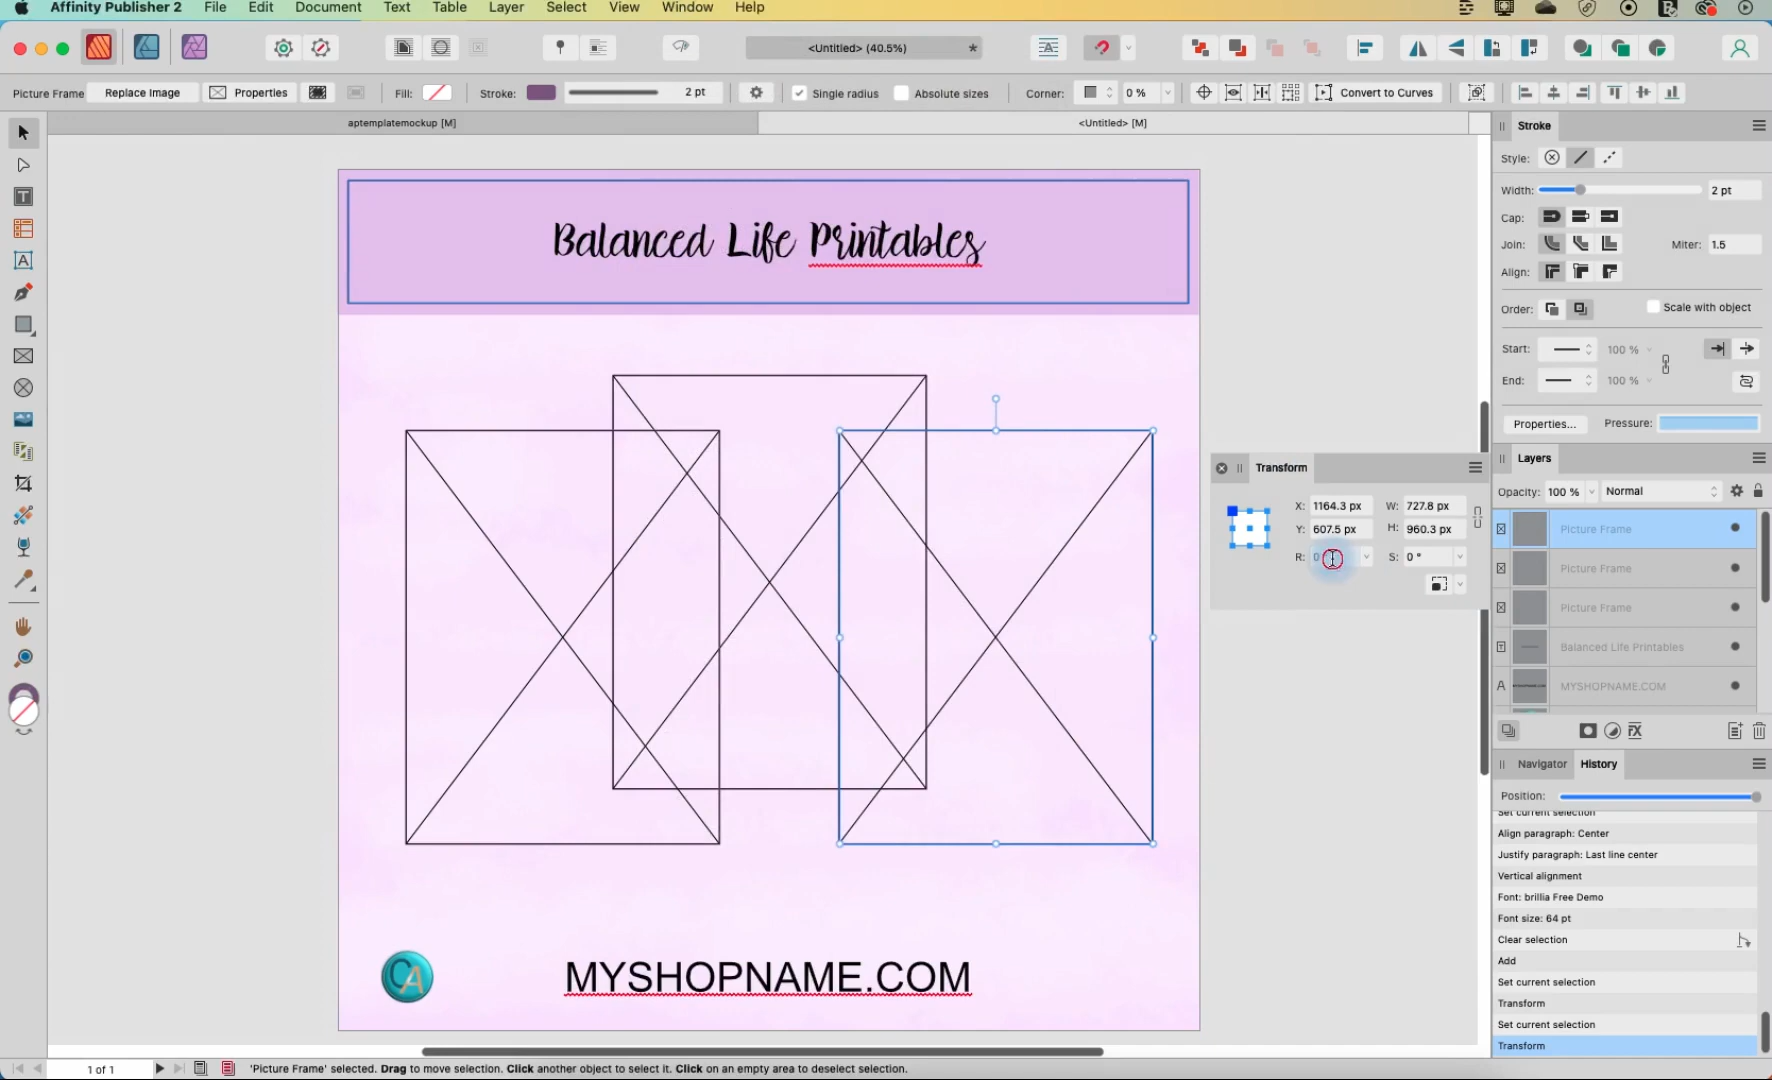 Affinity Publisher 2 File Edit Document Text Table Layer Select View Window Help
<Untitled> (40.5%) *
Picture Frame Replace Image Properties Fill: Stroke: 2 pt Single radius Absolute sizes Corner: 0 % Convert to Curves
aptemplatemockup [M] <Untitled> [M]
Balanced Life Printables
CA
MYSHOPNAME.COM
Transform
X: 1164.3 px W: 727.8 px
Y: 607.5 px H: 960.3 px
R: 0 S: 0 °
Stroke
Style:
Width: 2 pt
Cap:
Join: Miter: 1.5
Align:
Order: Scale with object
Start: 100 %
End: 100 %
Properties... Pressure:
Layers
Opacity: 100 % Normal
Picture Frame
Picture Frame
Picture Frame
T Balanced Life Printables
A MYSHOPNAME.COM MYSHOPNAME.COM
Navigator History
Position:
Set current selection
Align paragraph: Center
Justify paragraph: Last line center
Vertical alignment
Font: brillia Free Demo
Font size: 64 pt
Clear selection
Add
Set current selection
Transform
Set current selection
Transform
1 of 1 'Picture Frame' selected. Drag to move selection. Click another object to select it. Click on an empty area to deselect selection.